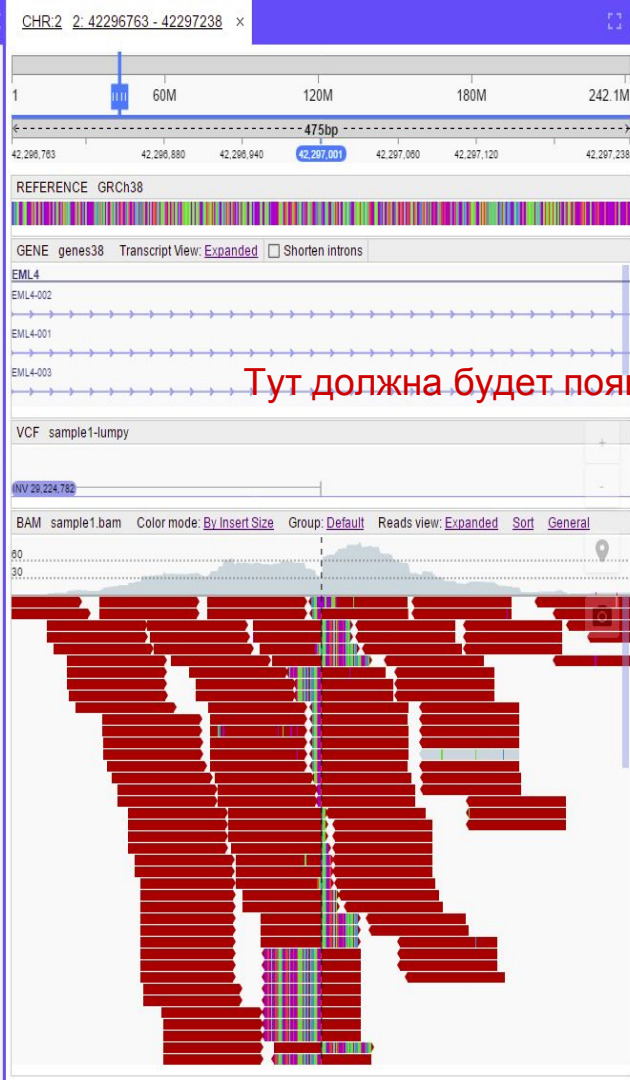 CHR:2 2: 42296763 - 42297238 ×
1 60M 120M 180M 242.1M
475bp
42,296,763 42,296,880 42,296,940 42,297,001 42,297,060 42,297,120 42,297,238
REFERENCE GRCh38
GENE genes38 Transcript View: Expanded Shorten introns
EML4
EML4-002
EML4-001
EML4-003
Тут должна будет
VCF sample1-lumpy
+
-
INV 29,224,782
BAM sample1.bam Color mode: By Insert Size Group: Default Reads view: Expanded Sort General
60
30